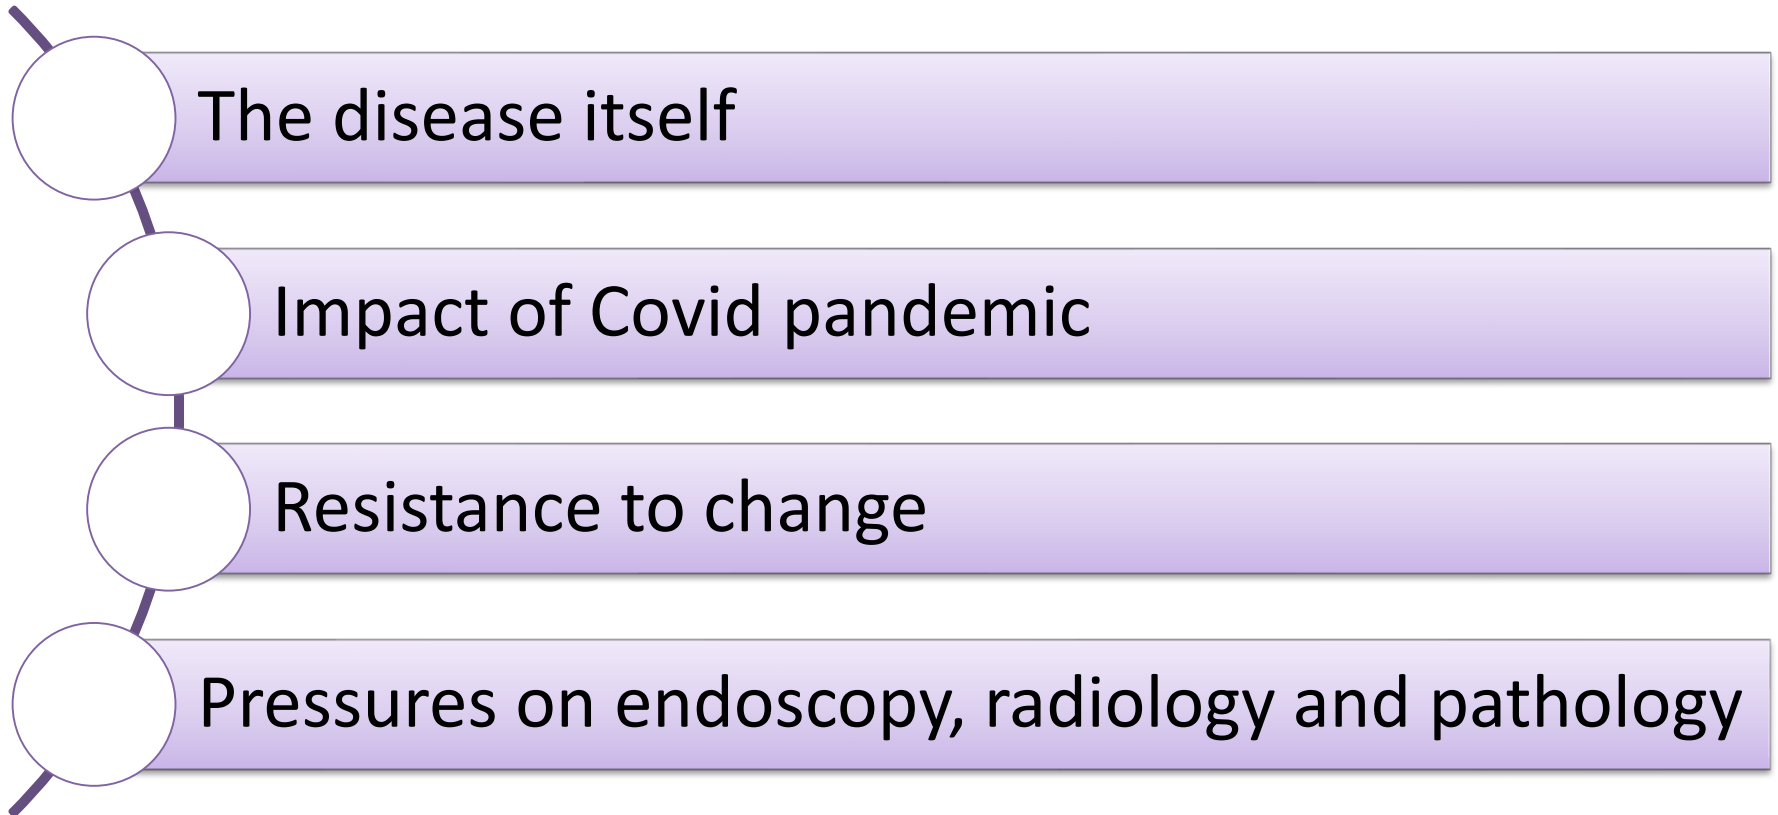 The disease itself
Impact of Covid pandemic
Resistance to change
Pressures on endoscopy, radiology and pathology